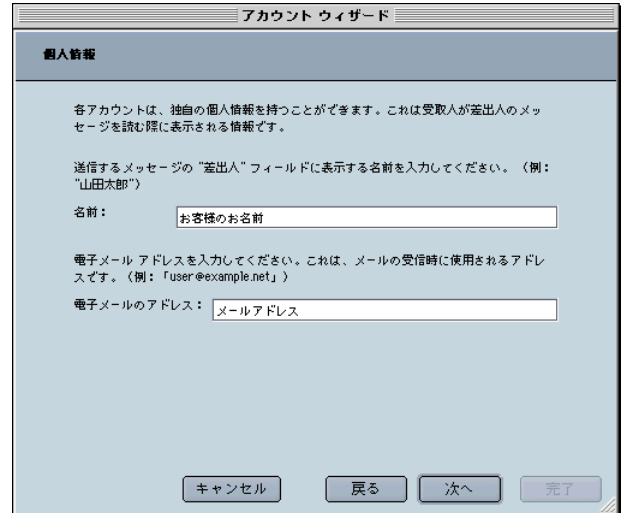 アカウント ウィザード
個人情報
各アカウントは、独自の個人情報を持つことができます。これは受取人が差出人のメッ
セージを読む際に表示される情報です。
送信するメッセージの "差出人" フィールドに表示する名前を入力してください。（例：
"山田太郎"）
名前： お客様のお名前
電子メール アドレスを入力してください。これは、メールの受信時に使用されるアドレ
スです。（例：「user@example.net」）
電子メールのアドレス： メールアドレス
キャンセル 戻る 次へ 完了